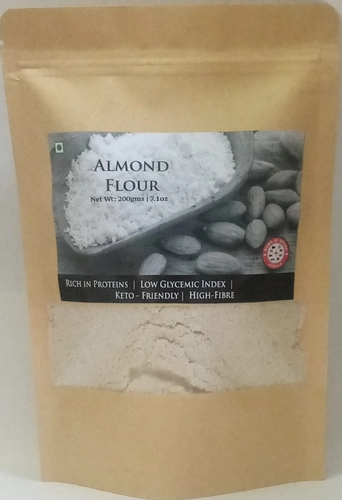 ALMOND
FLOUR
Net Wt: 200gms | 7.1oz
RICH IN PROTEINS | LOW GLYCEMIC INDEX |
KETO - FRIENDLY | HIGH-FIBRE